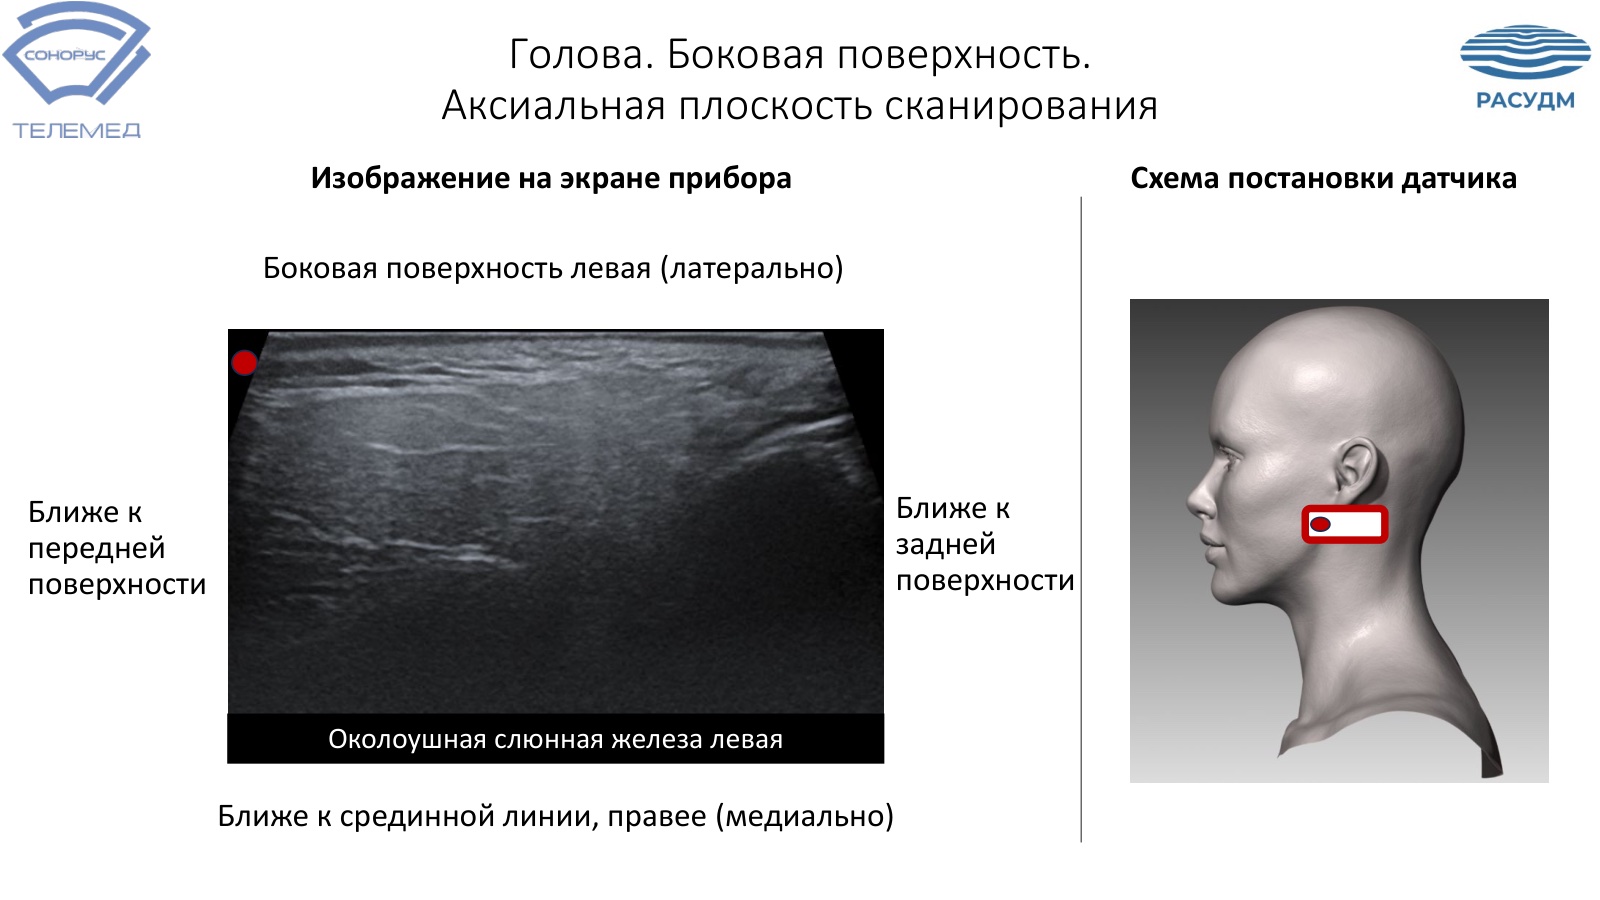 СОНОРУС
ТЕЛЕМЕД
Голова. Боковая поверхность.
Аксиальная плоскость сканирования
РАСУДМ
Изображение на экране прибора
Схема постановки датчика
Боковая поверхность левая (латерально)
Ближе к
передней
поверхности
Ближе к
задней
поверхности
Околоушная слюнная железа левая
Ближе к срединной линии, правее (медиально)